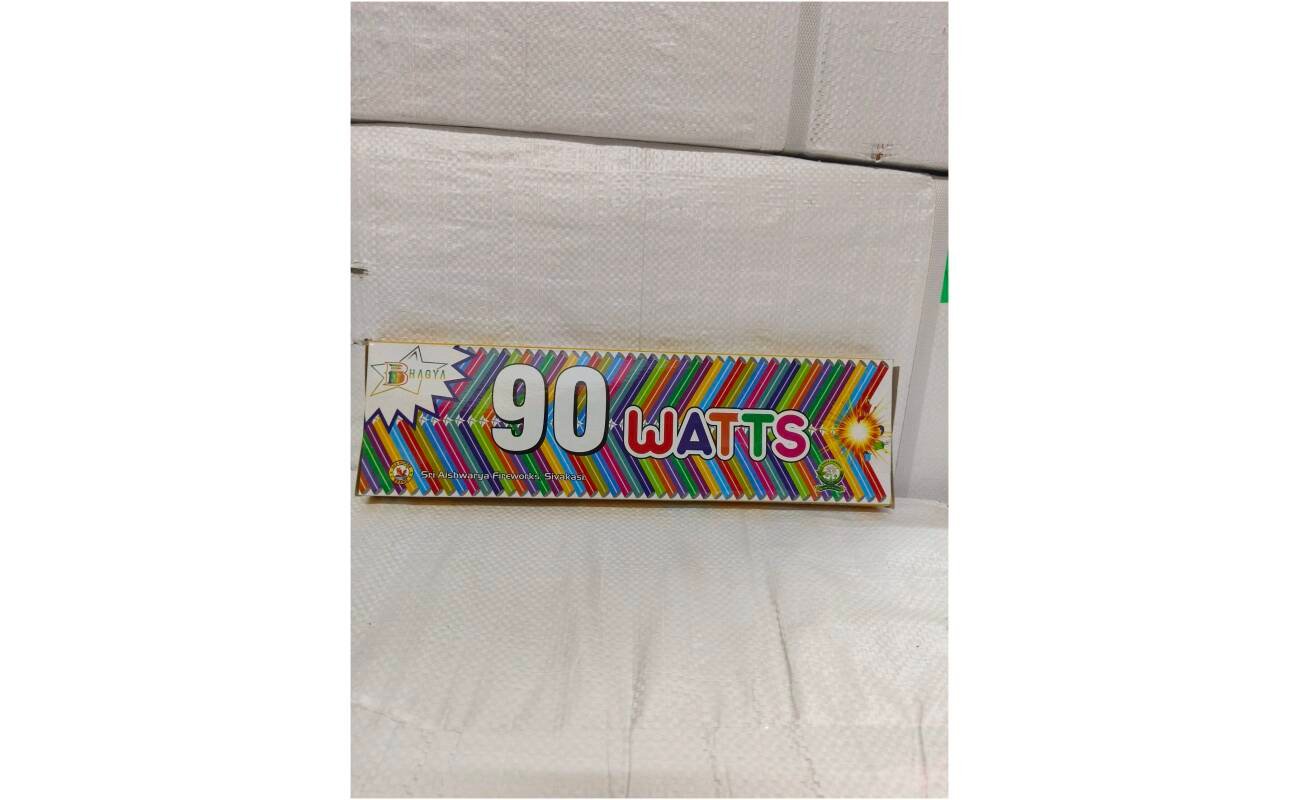 BHAGYA
90 WATTS
Sri Aishwarya Fireworks, Sivakasi.